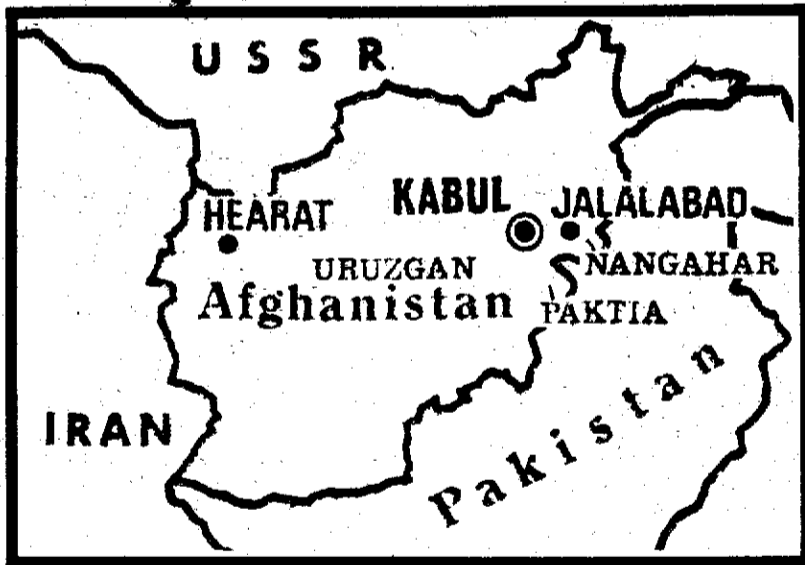 USSR
KABUL JALALABAD
HEARAT
URUZGAN NANGAHAR
Afghanistan PAKTIA
IRAN
Pakistan